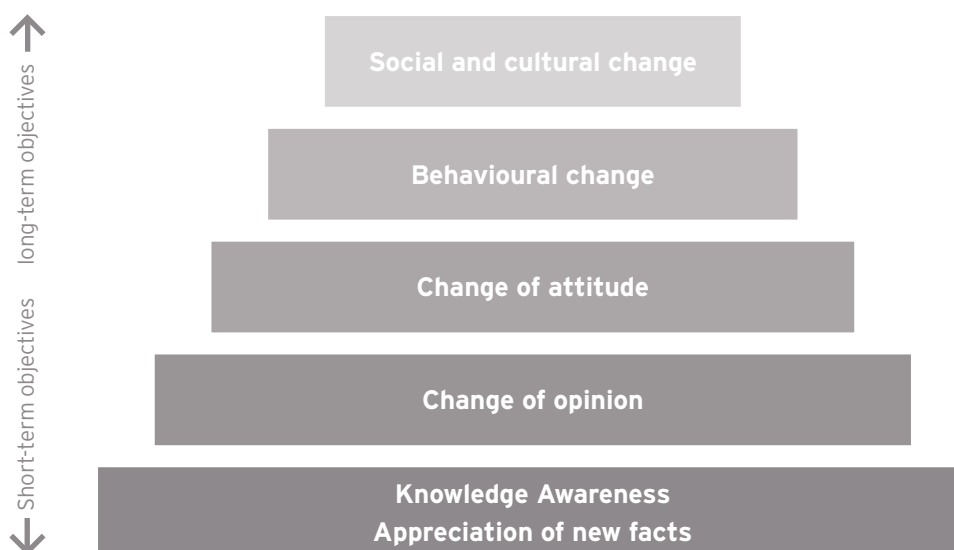 long-term objectives
Short-term objectives
Social and cultural change
Behavioural change
Change of attitude
Change of opinion
Knowledge Awareness
Appreciation of new facts